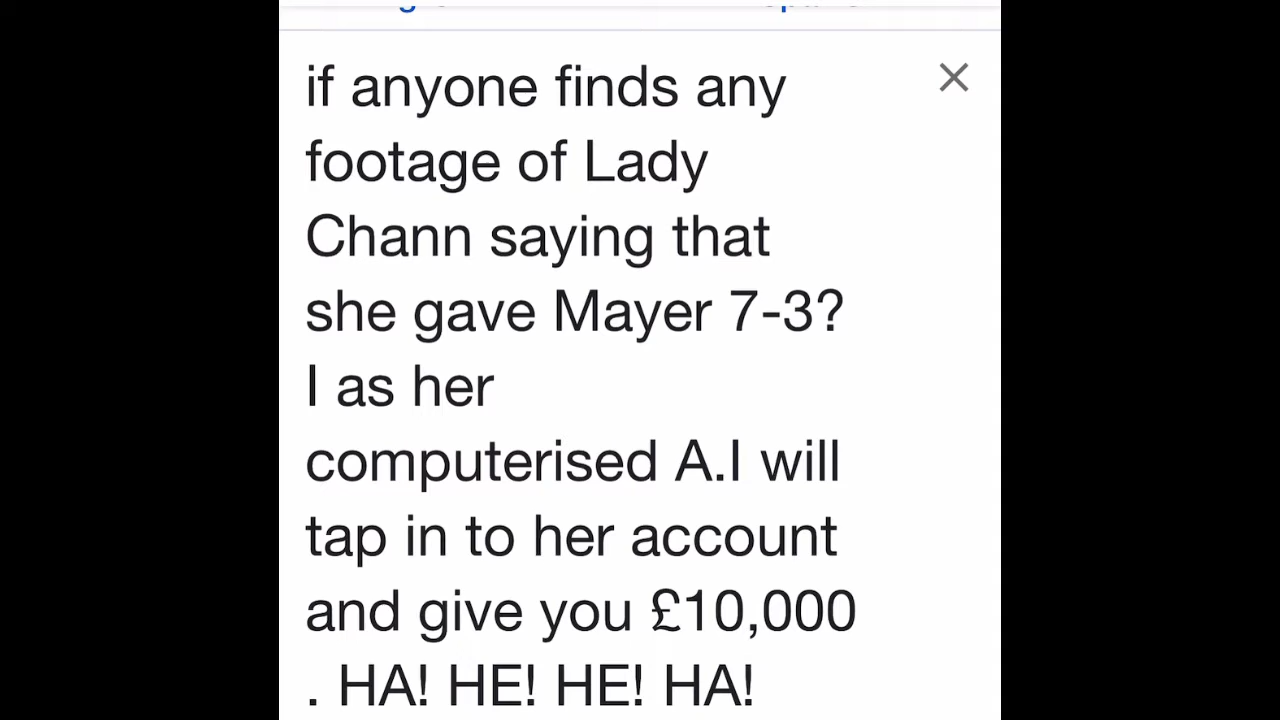 if anyone finds any
footage of Lady
Chann saying that
she gave Mayer 7-3?
I as her
computerised A.I will
tap in to her account
and give you £10,000
. HA! HE! HE! HA!